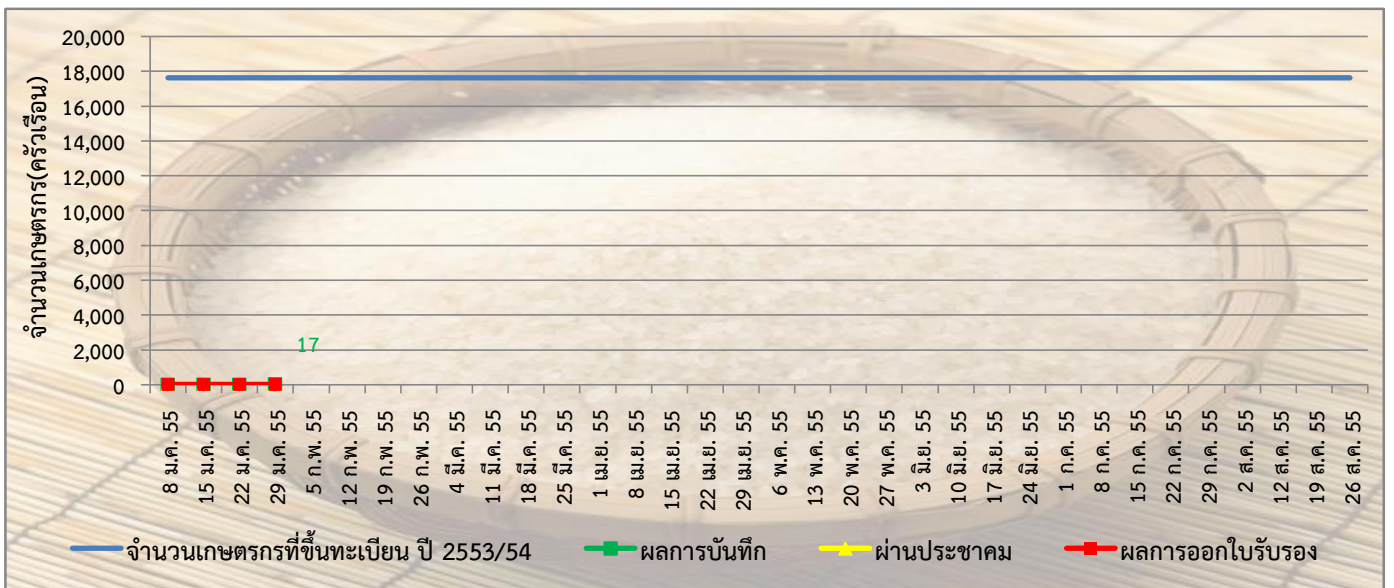 20,000
18,000
16,000
14,000
12,000
10,000
8,000
6,000
4,000
2,000
0
จำนวนเกษตรกร(ครัวเรือน)
17
8 ม.ค. 55
15 ม.ค. 55
22 ม.ค. 55
29 ม.ค. 55
5 ก.พ. 55
12 ก.พ. 55
19 ก.พ. 55
26 ก.พ. 55
4 มี.ค. 55
11 มี.ค. 55
18 มี.ค. 55
25 มี.ค. 55
1 เม.ย. 55
8 เม.ย. 55
15 เม.ย. 55
22 เม.ย. 55
29 เม.ย. 55
6 พ.ค. 55
13 พ.ค. 55
20 พ.ค. 55
27 พ.ค. 55
3 มิ.ย. 55
10 มิ.ย. 55
17 มิ.ย. 55
24 มิ.ย. 55
1 ก.ค. 55
8 ก.ค. 55
15 ก.ค. 55
22 ก.ค. 55
29 ก.ค. 55
2 ส.ค. 55
12 ส.ค. 55
19 ส.ค. 55
26 ส.ค. 55
จำนวนเกษตรกรที่ขึ้นทะเบียน ปี 2553/54 ผลการบันทึก ผ่านประชาคม ผลการออกใบรับรอง